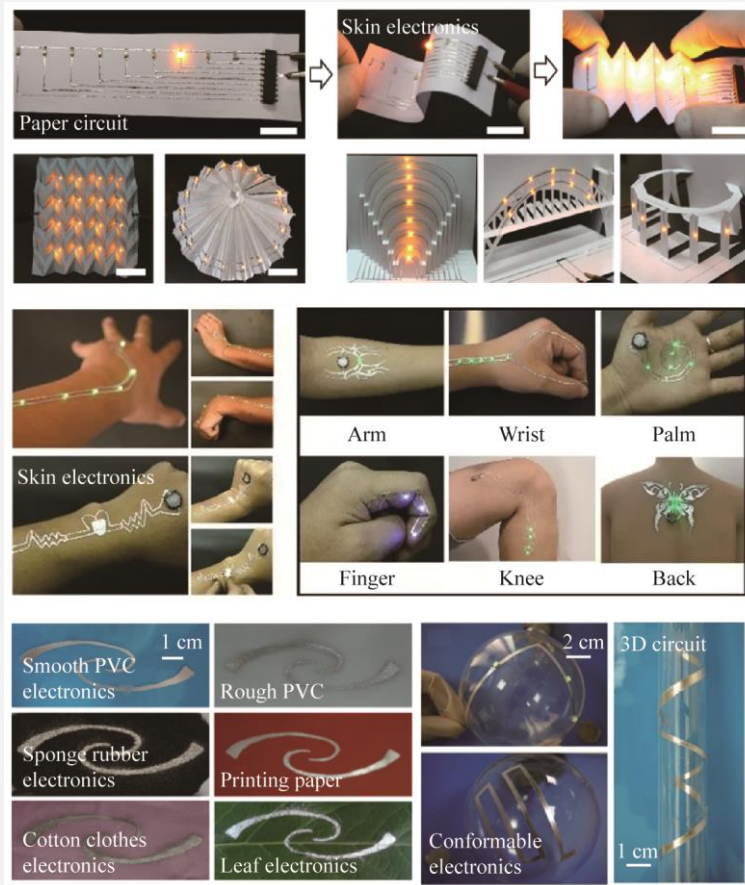 Paper circuit
Skin electronics
Skin electronics
Arm
Wrist
Palm
Finger
Knee
Back
Smooth PVC
electronics
1 cm
Rough PVC
Sponge rubber
electronics
Printing paper
Cotton clothes
electronics
Leaf electronics
2 cm
Conformable
electronics
3D circuit
1 cm